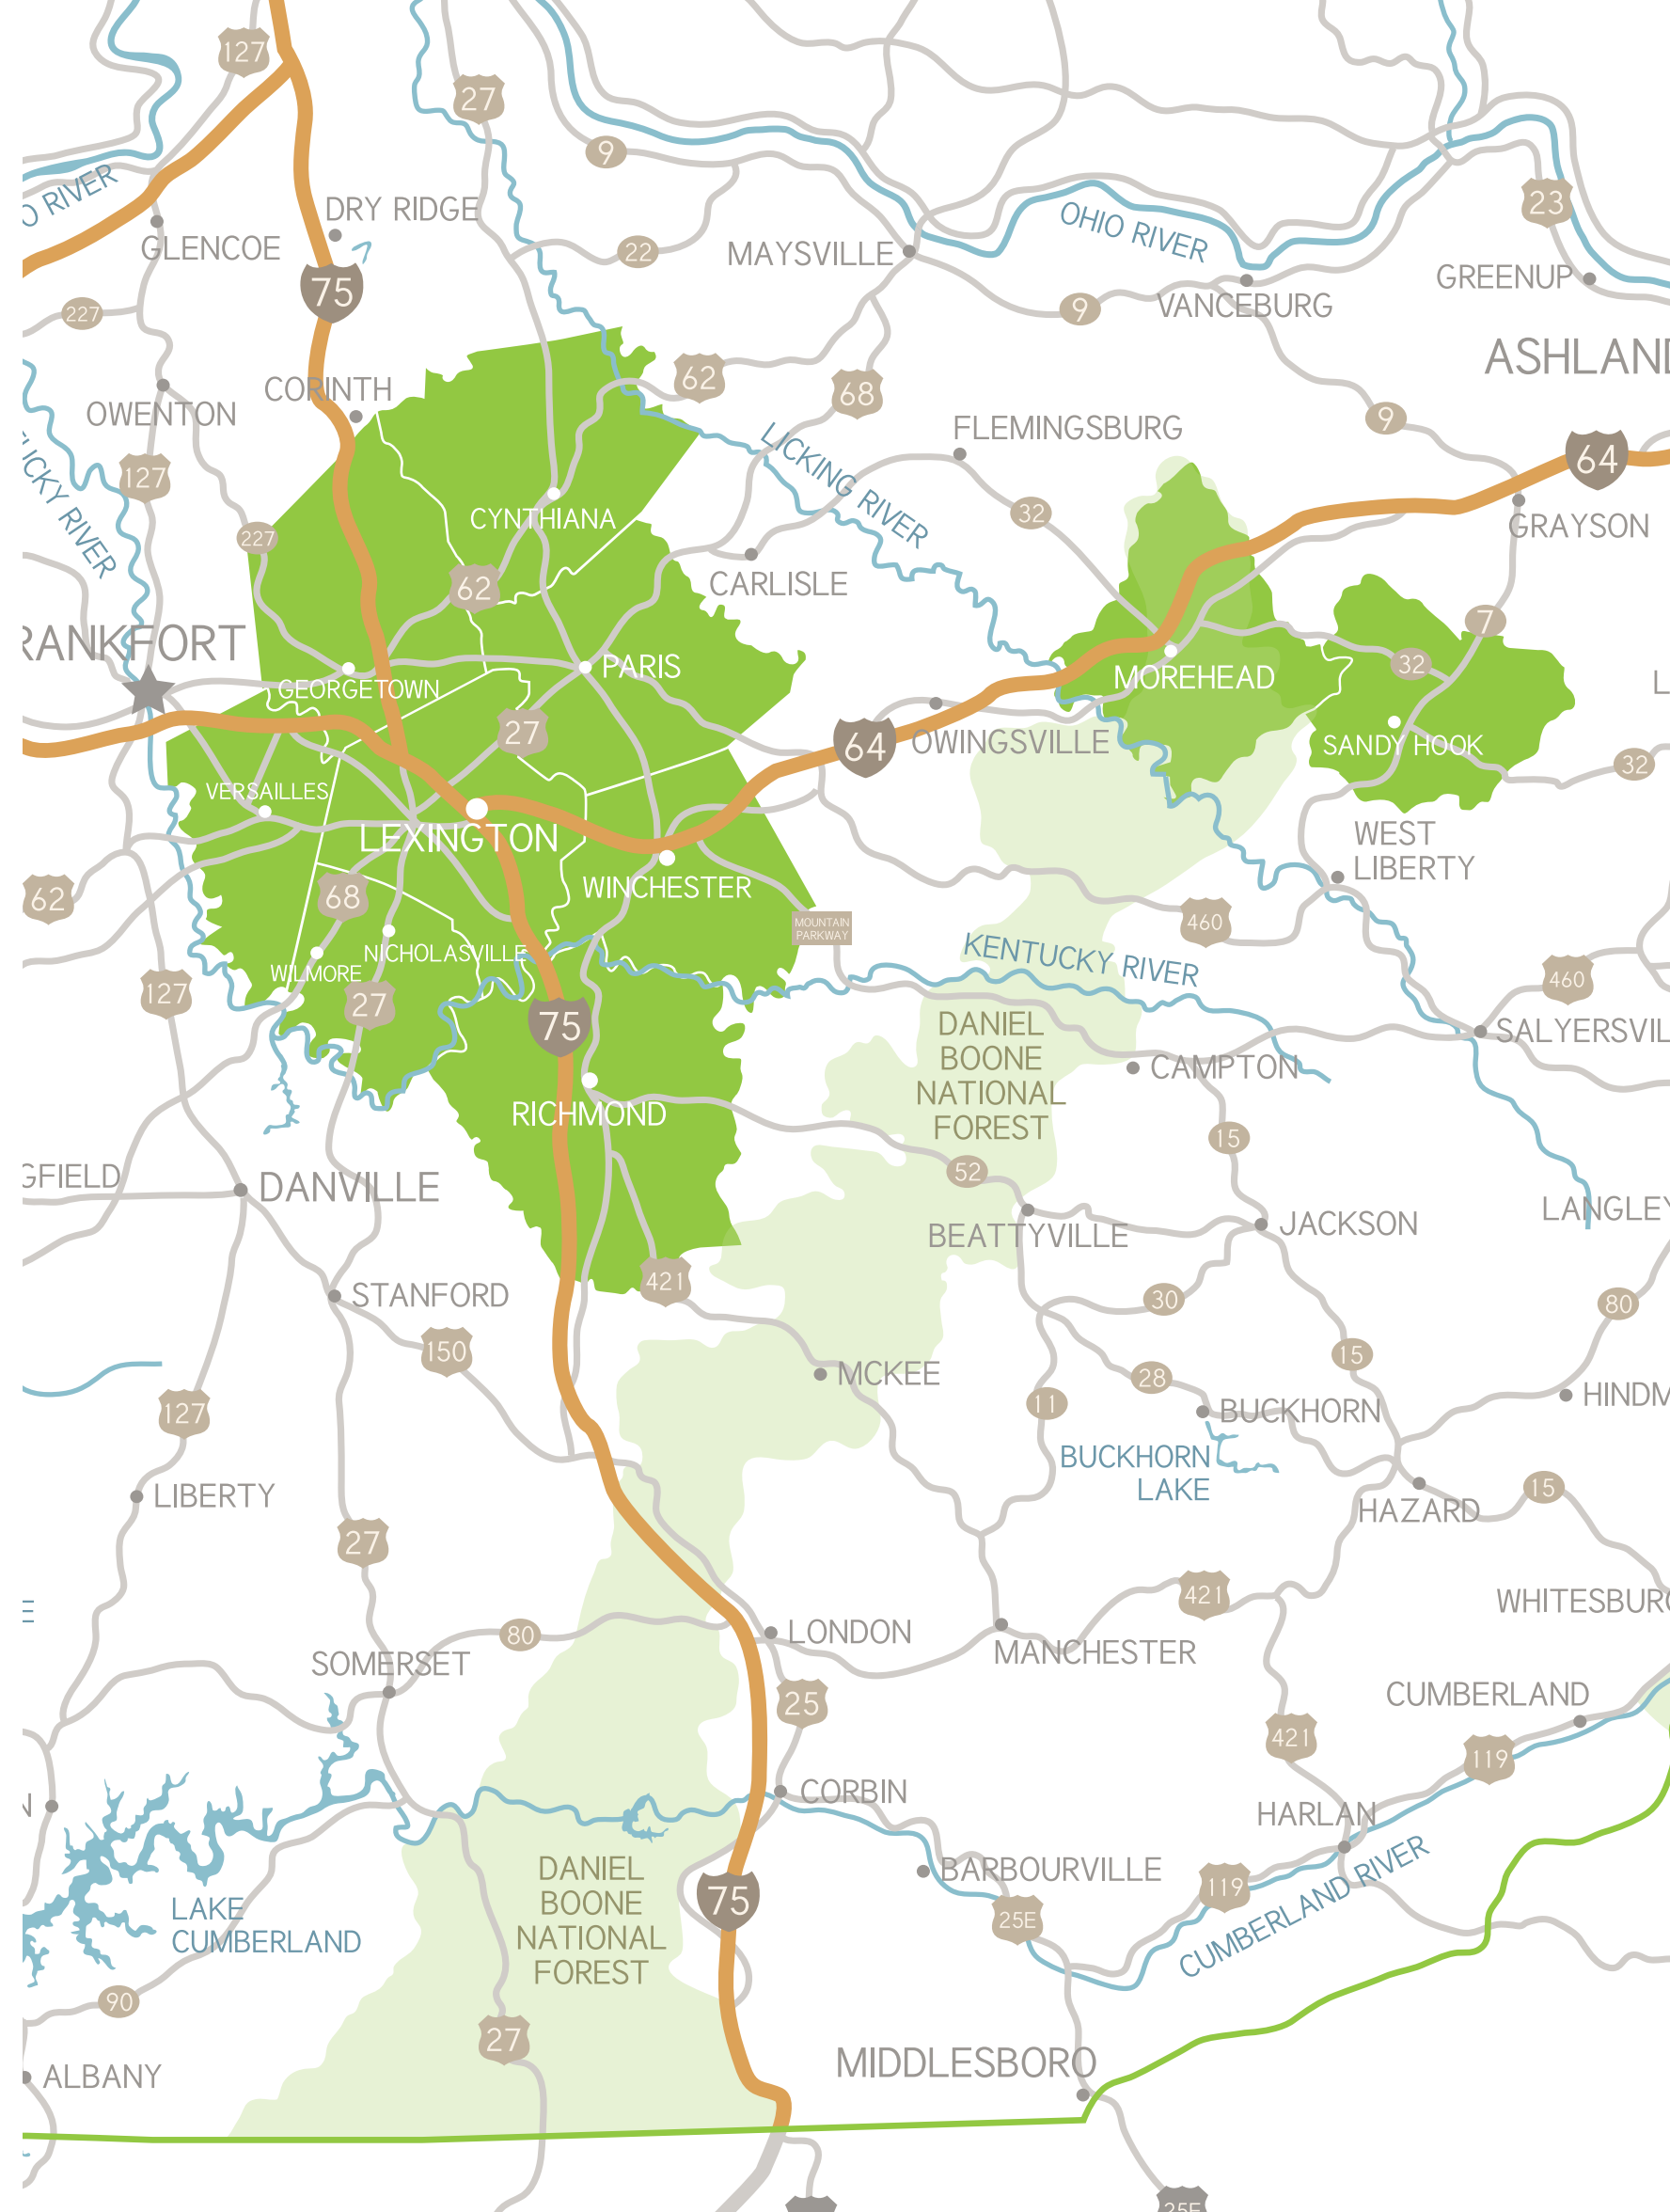 127
27
9
O RIVER
DRY RIDGE
23
GLENCOE
22
MAYSVILLE
OHIO RIVER
75
GREENUP
227
9
VANCEBURG
ASHLAND
CORINTH
62
68
OWENTON
9
FLEMINGSBURG
LICKING RIVER
64
127
CYNTHIANA
32
GRAYSON
227
62
CARLISLE
7
RANKFORT
PARIS
MOREHEAD
32
GEORGETOWN
27
64
OWINGSVILLE
SANDY HOOK
32
VERSAILLES
LEXINGTON
WEST
LIBERTY
62
68
WINCHESTER
MOUNTAIN
PARKWAY
460
NICHOLASVILLE
KENTUCKY RIVER
WILMORE
127
27
460
75
DANIEL
BOONE
NATIONAL
FOREST
SALYERSVIL
CAMPTON
RICHMOND
15
GFIELD
DANVILLE
52
LANGLEY
BEATTYVILLE
JACKSON
421
STANFORD
30
80
150
15
MCKEE
28
127
11
BUCKHORN
HINDM
BUCKHORN
LAKE
LIBERTY
15
HAZARD
27
421
WHITESBURG
80
LONDON
MANCHESTER
SOMERSET
25
CUMBERLAND
421
119
CORBIN
HARLAN
DANIEL
BOONE
NATIONAL
FOREST
BARBOURVILLE
119
75
LAKE
CUMBERLAND
25E
CUMBERLAND RIVER
90
27
MIDDLESBORO
ALBANY
25E